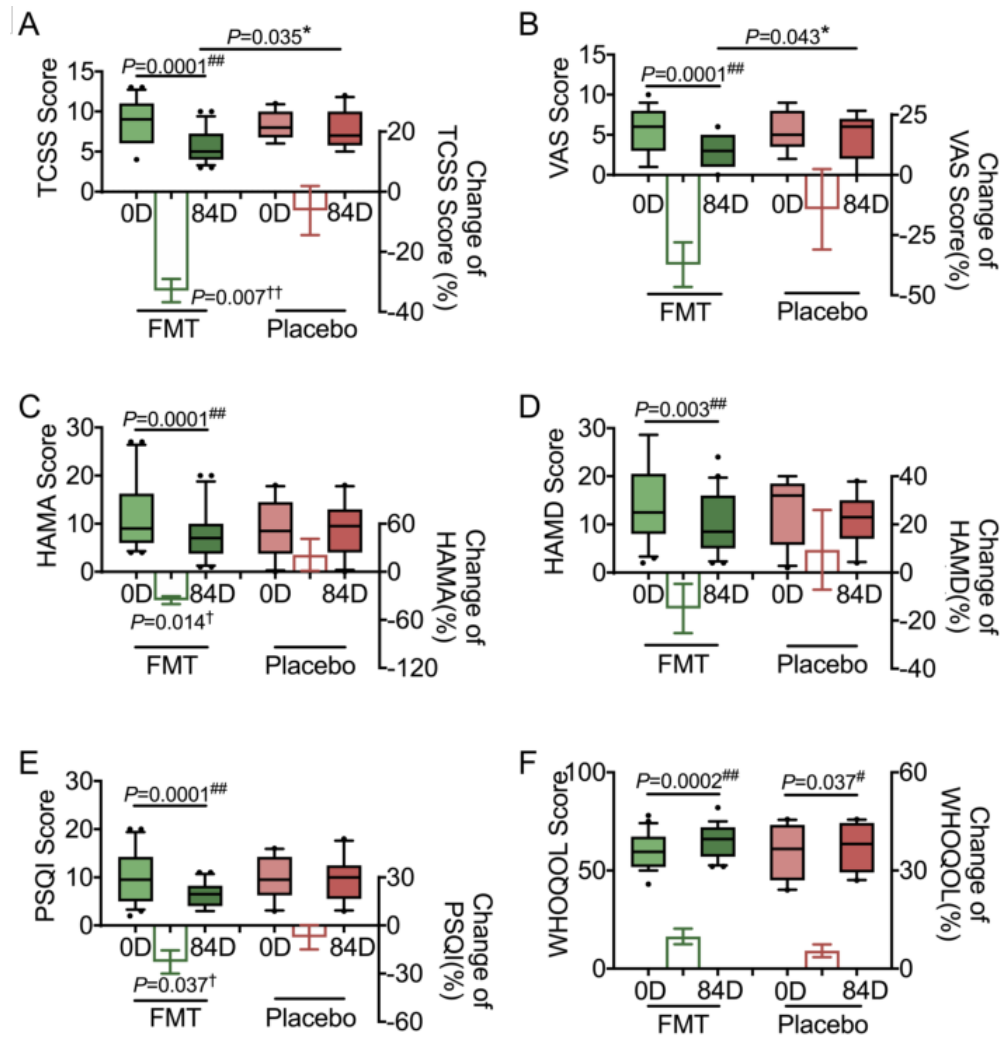 A
P=0.035*
P=0.0001##
TCSS Score
15
10
5
0
0D
84D
0D
84D
20
0
-20
-40
Change of
TCSS Score (%)
P=0.007††
FMT
Placebo
B
P=0.043*
P=0.0001##
VAS Score
15
10
5
0
0D
84D
0D
84D
25
0
-25
-50
Change of
VAS Score(%)
FMT
Placebo
C
P=0.0001##
HAMA Score
30
20
10
0
0D
84D
0D
84D
60
0
-60
-120
Change of
HAMA(%)
P=0.014†
FMT
Placebo
D
P=0.003##
HAMD Score
30
20
10
0
0D
84D
0D
84D
40
20
0
-20
-40
Change of
HAMD(%)
FMT
Placebo
E
P=0.0001##
PSQI Score
30
20
10
0
0D
84D
0D
84D
30
0
-30
-60
Change of
PSQI(%)
P=0.037†
FMT
Placebo
F
P=0.0002##
P=0.037#
WHOQOL Score
100
50
0
0D
84D
0D
84D
60
30
0
Change of
WHOQOL(%)
FMT
Placebo